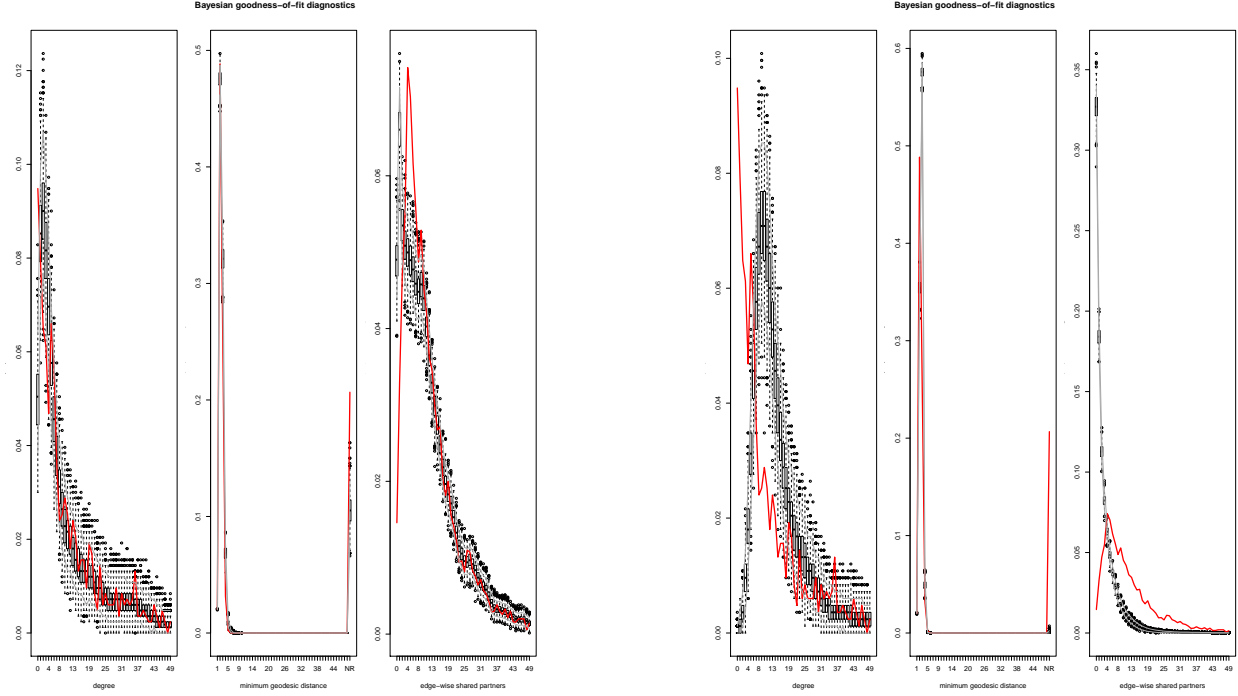 Bayesian goodness−of−fit diagnostics
0.00 0.02 0.04 0.06 0.08 0.10 0.12
0 4 8 13 19 25 31 37 43 49
degree
0.0 0.1 0.2 0.3 0.4 0.5
1 5 9 14 20 26 32 38 44 NR
minimum geodesic distance
0.00 0.02 0.04 0.06
0 4 8 13 19 25 31 37 43 49
edge−wise shared partners
Bayesian goodness−of−fit diagnostics
0.00 0.02 0.04 0.06 0.08 0.10
0 4 8 13 19 25 31 37 43 49
degree
0.0 0.1 0.2 0.3 0.4 0.5 0.6
1 5 9 14 20 26 32 38 44 NR
minimum geodesic distance
0.00 0.05 0.10 0.15 0.20 0.25 0.30 0.35
0 4 8 13 19 25 31 37 43 49
edge−wise shared partners